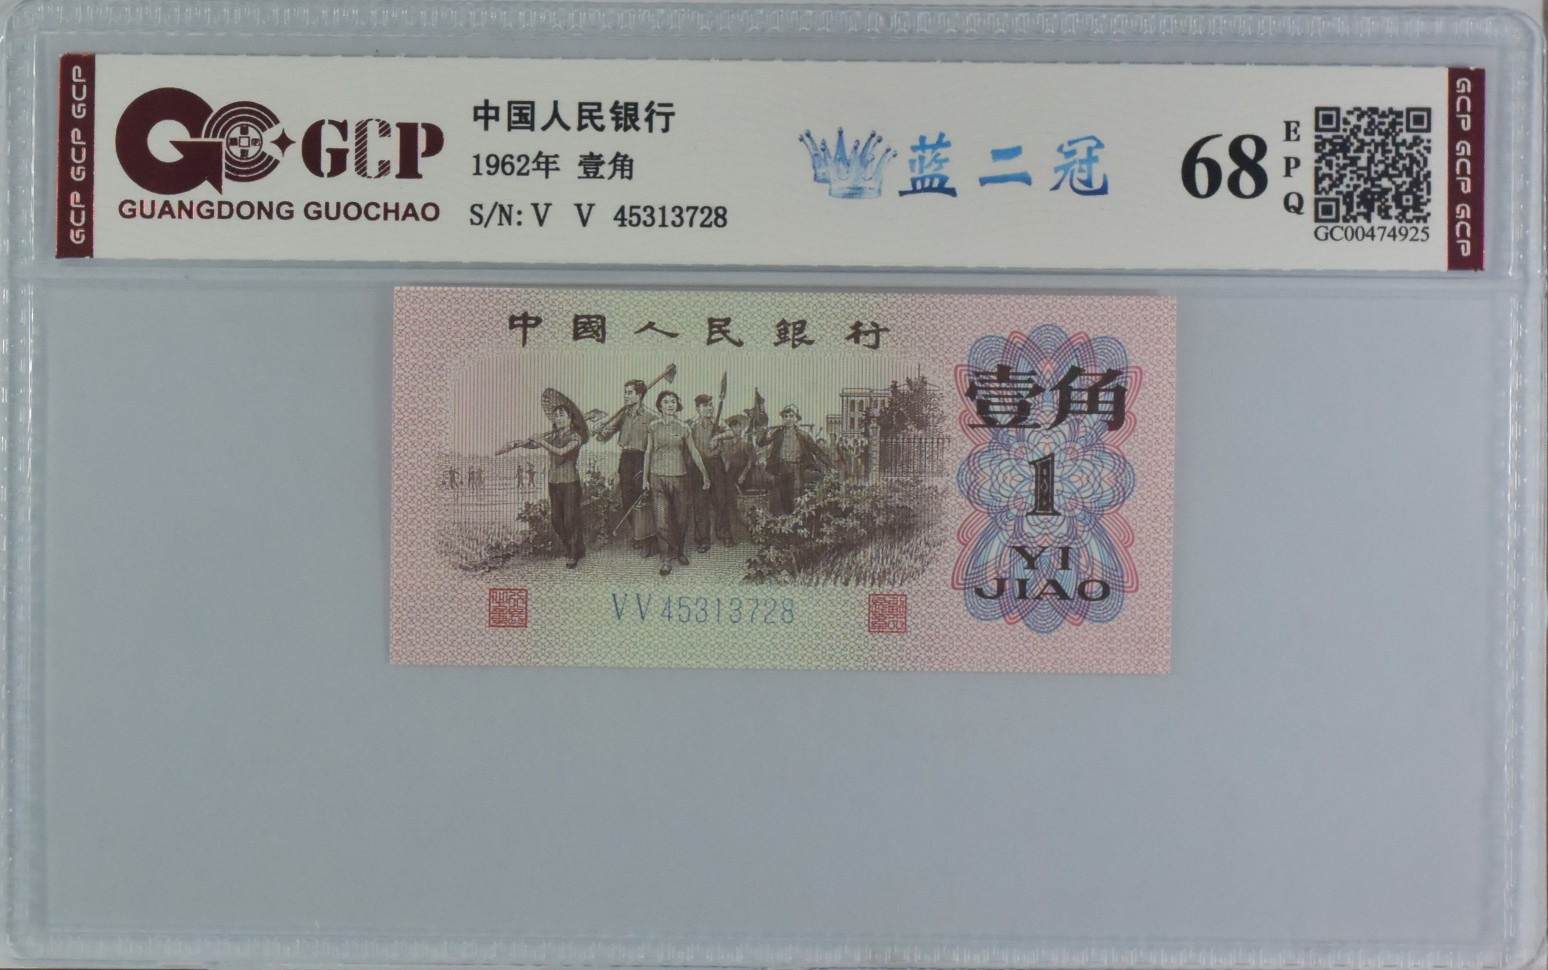 GCP GCP GCP
GCP
GUANGDONG GUOCHAO
中国人民银行
1962年 壹角
S/N: V V 45313728
蓝二冠
68
EPQ
GC00474925
GCP GCP GCP
中國人民銀行
壹角
1
YI
JIAO
VV45313728